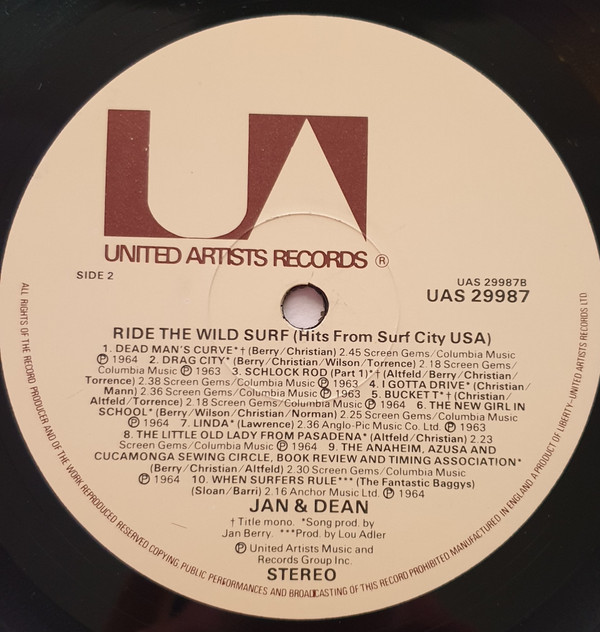 UA
UNITED ARTISTS RECORDS ®
SIDE 2
UAS 29987B
UAS 29987
RIDE THE WILD SURF (Hits From Surf City USA)
1. DEAD MAN'S CURVE*† (Berry/Christian) 2.45 Screen Gems/Columbia Music
℗ 1964 2. DRAG CITY* (Berry/Christian/Wilson/Torrence) 2.18 Screen Gems/
Columbia Music ℗ 1963 3. SCHLOCK ROD (Part 1)*† (Altfeld/Berry/Christian/
Torrence) 2.38 Screen Gems/Columbia Music ℗ 1963 4. I GOTTA DRIVE* (Christian/
Mann) 2.36 Screen Gems/Columbia Music ℗ 1963 5. BUCKET T*† (Christian/
Altfeld/Torrence) 2.18 Screen Gems/Columbia Music ℗ 1964 6. THE NEW GIRL IN
SCHOOL* (Berry/Wilson/Christian/Norman) 2.25 Screen Gems/Columbia Music
℗ 1964 7. LINDA* (Lawrence) 2.36 Anglo-Pic Music Co. Ltd. ℗ 1963
8. THE LITTLE OLD LADY FROM PASADENA* (Altfeld/Christian) 2.23
Screen Gems/Columbia Music ℗ 1964 9. THE ANAHEIM, AZUSA AND
CUCAMONGA SEWING CIRCLE, BOOK REVIEW AND TIMING ASSOCIATION*
(Berry/Christian/Altfeld) 2.30 Screen Gems/Columbia Music
℗ 1964 10. WHEN SURFERS RULE*** (The Fantastic Baggys)
(Sloan/Barri) 2.16 Anchor Music Ltd. ℗ 1964
JAN & DEAN
† Title mono. *Song prod. by
Jan Berry. ***Prod. by Lou Adler
℗ United Artists Music and
Records Group Inc.
STEREO
ALL RIGHTS OF THE RECORD PRODUCER AND OF THE WORK REPRODUCED RESERVED COPYING, PUBLIC PERFORMANCES AND BROADCASTING OF THIS RECORD PROHIBITED MANUFACTURED IN ENGLAND A PRODUCT OF LIBERTY-UNITED ARTISTS RECORDS LTD.